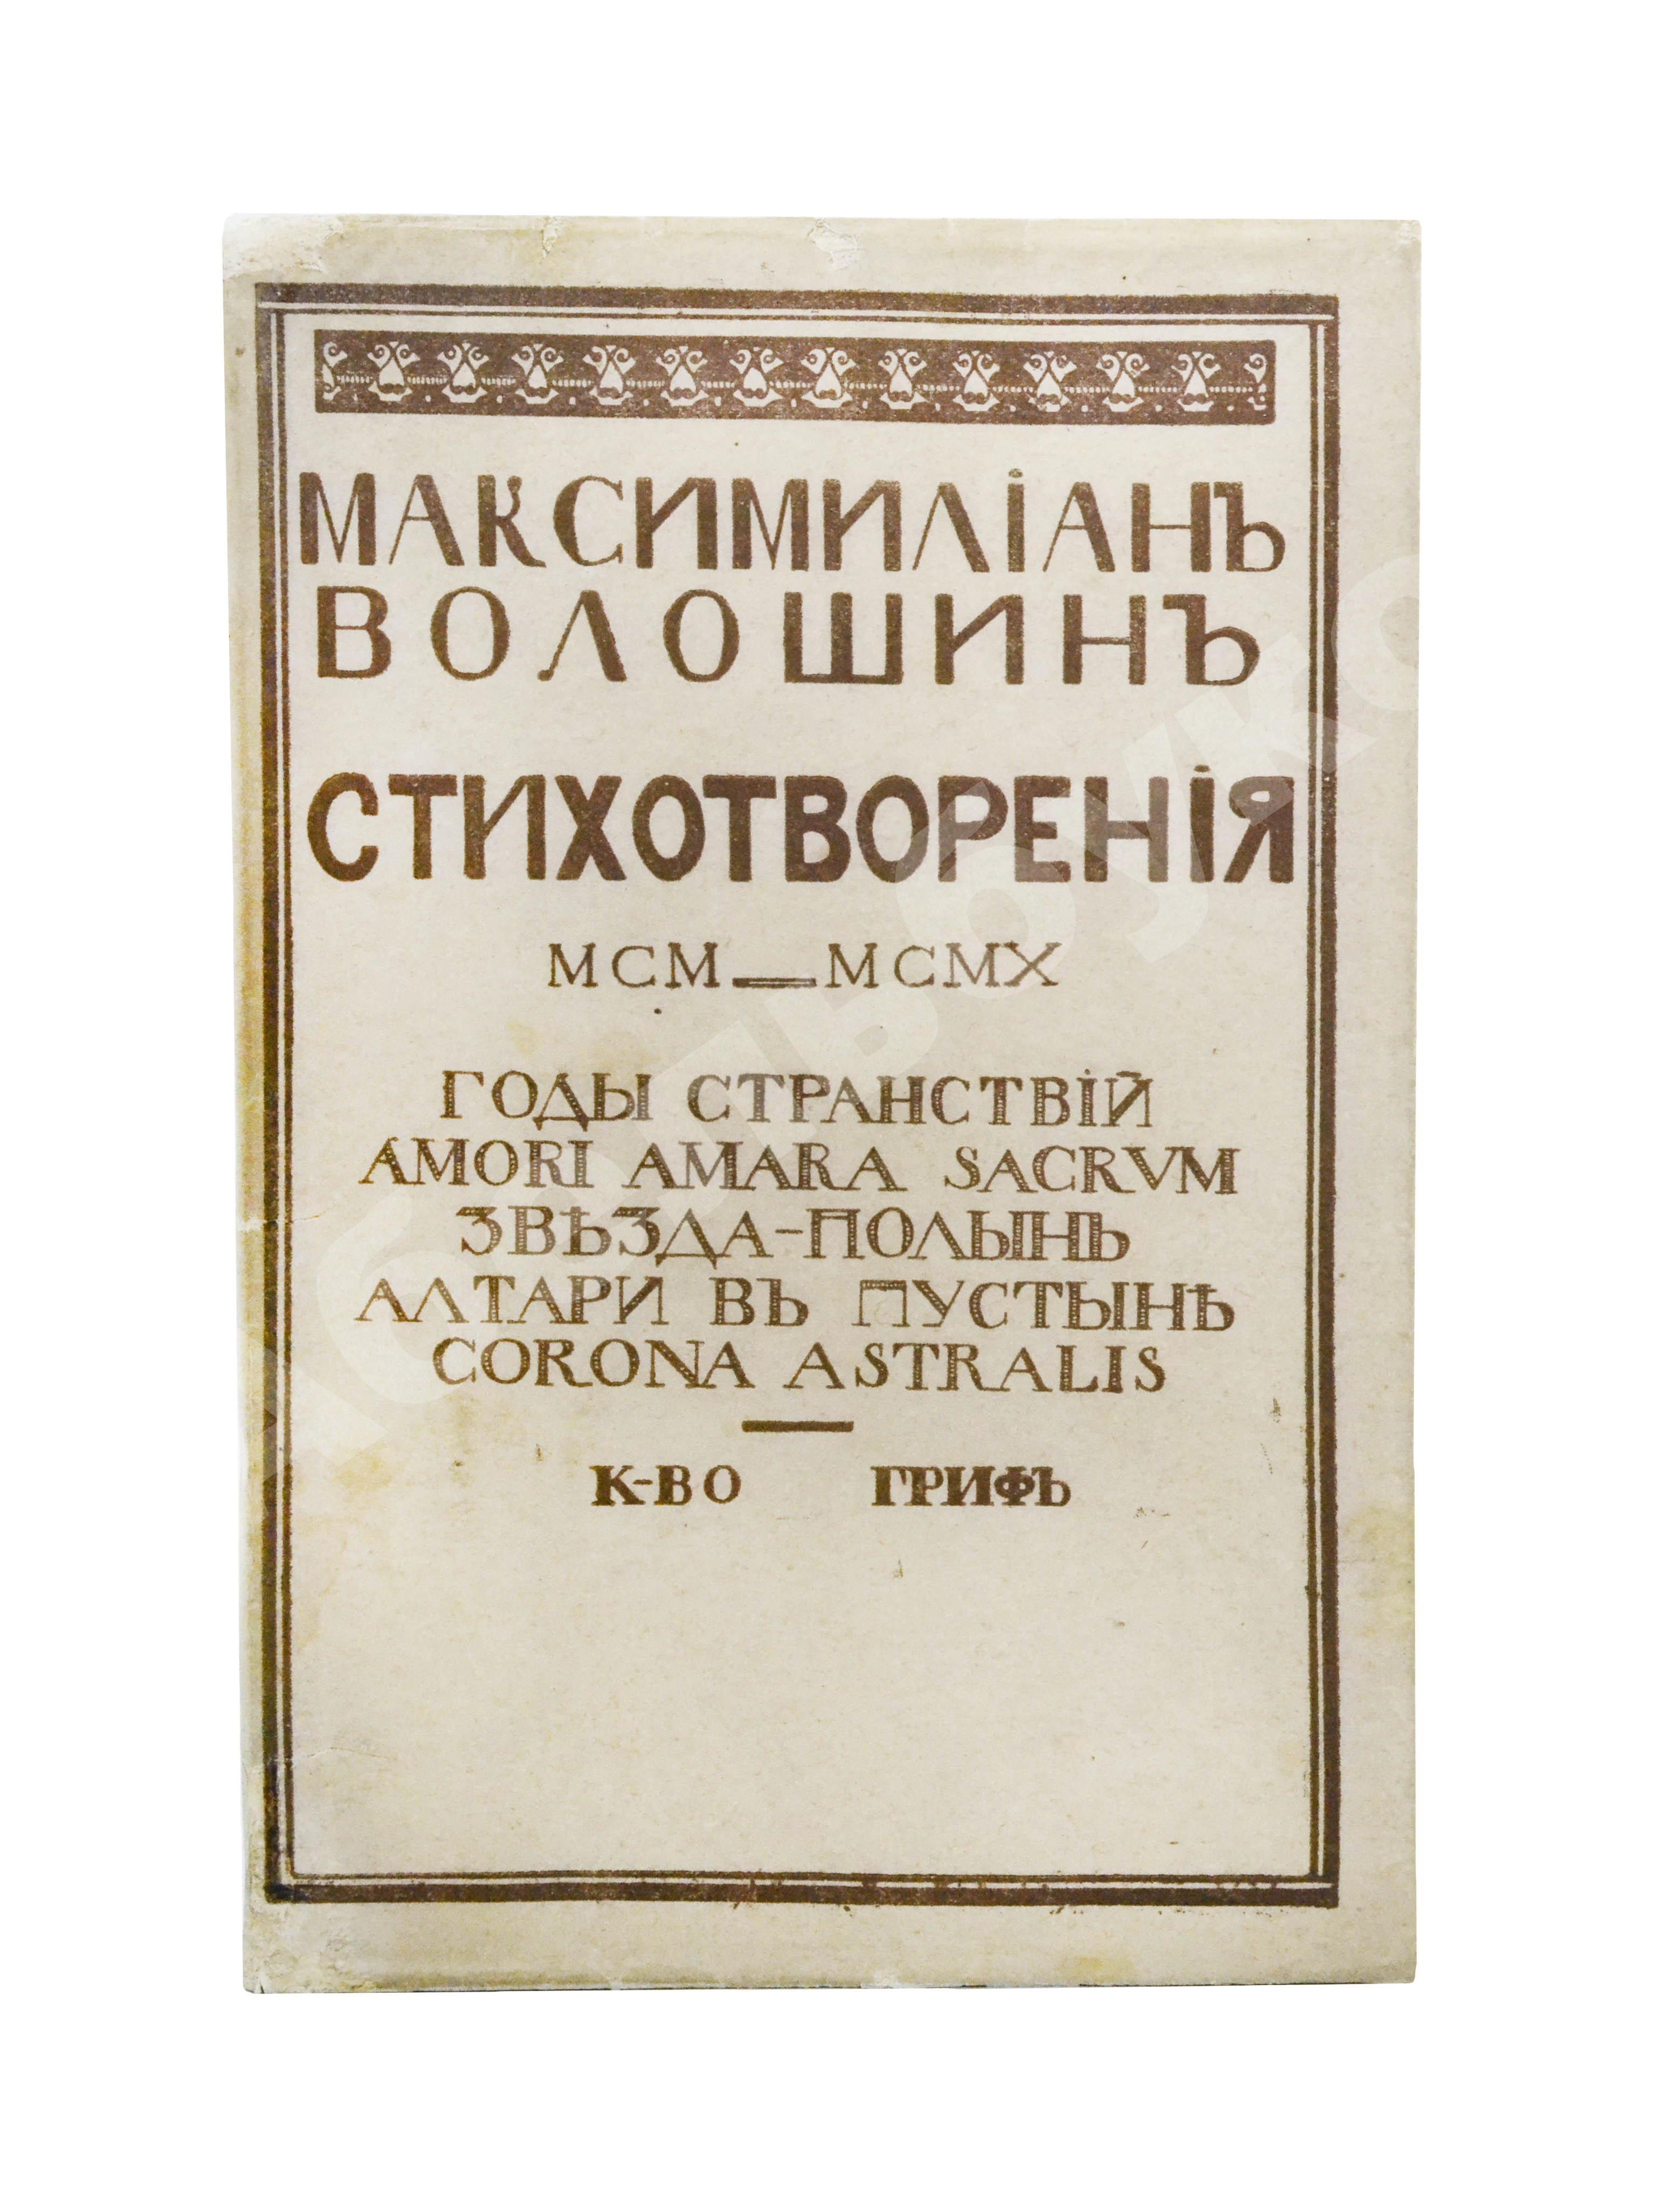 МАКСИМИЛІАНЪ
ВОЛОШИНЪ
СТИХОТВОРЕНІЯ
MCM—MCMX
ГОДЫ СТРАНСТВІЙ
AMORI AMARA SACRVM
ЗВѢЗДА-ПОЛЫНЬ
АЛТАРИ ВЪ ПУСТЫНѢ
CORONA ASTRALIS
К-ВО ГРИФЪ